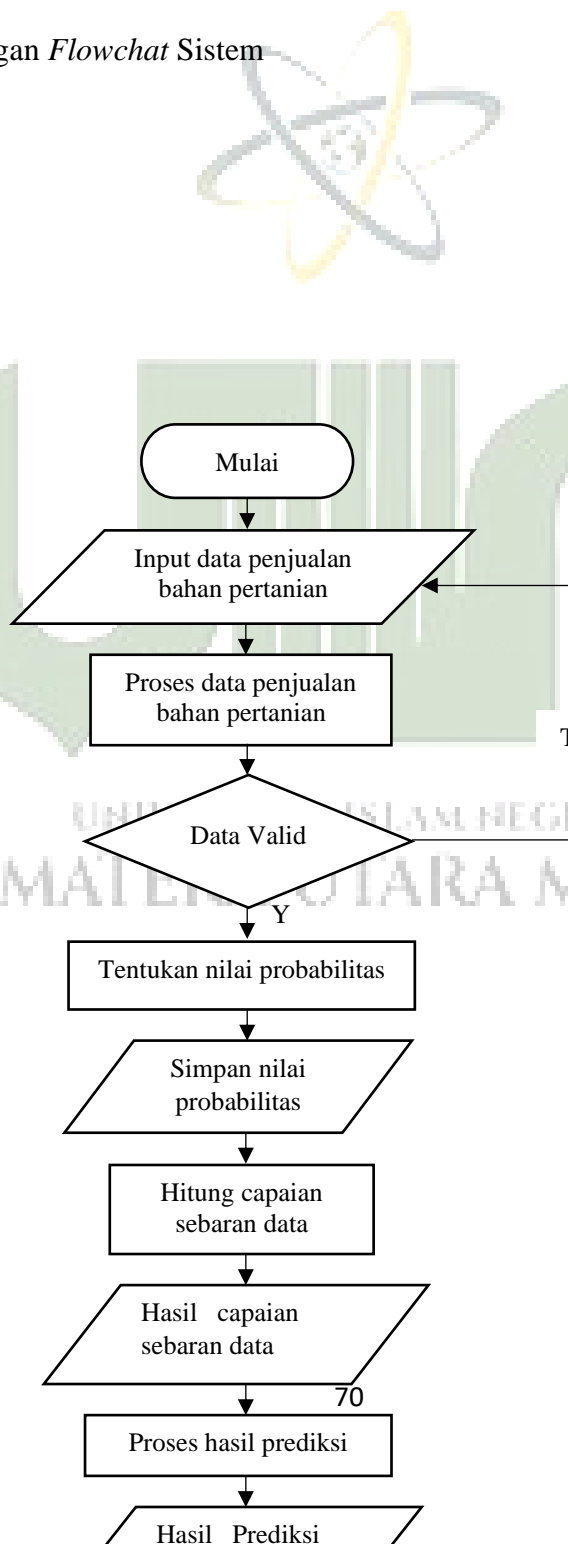 gan Flowchat Sistem
Mulai
Input data penjualan
bahan pertanian
Proses data penjualan
bahan pertanian
T
Data Valid
Y
Tentukan nilai probabilitas
Simpan nilai
probabilitas
Hitung capaian
sebaran data
Hasil capaian
sebaran data
70
Proses hasil prediksi
Hasil Prediksi